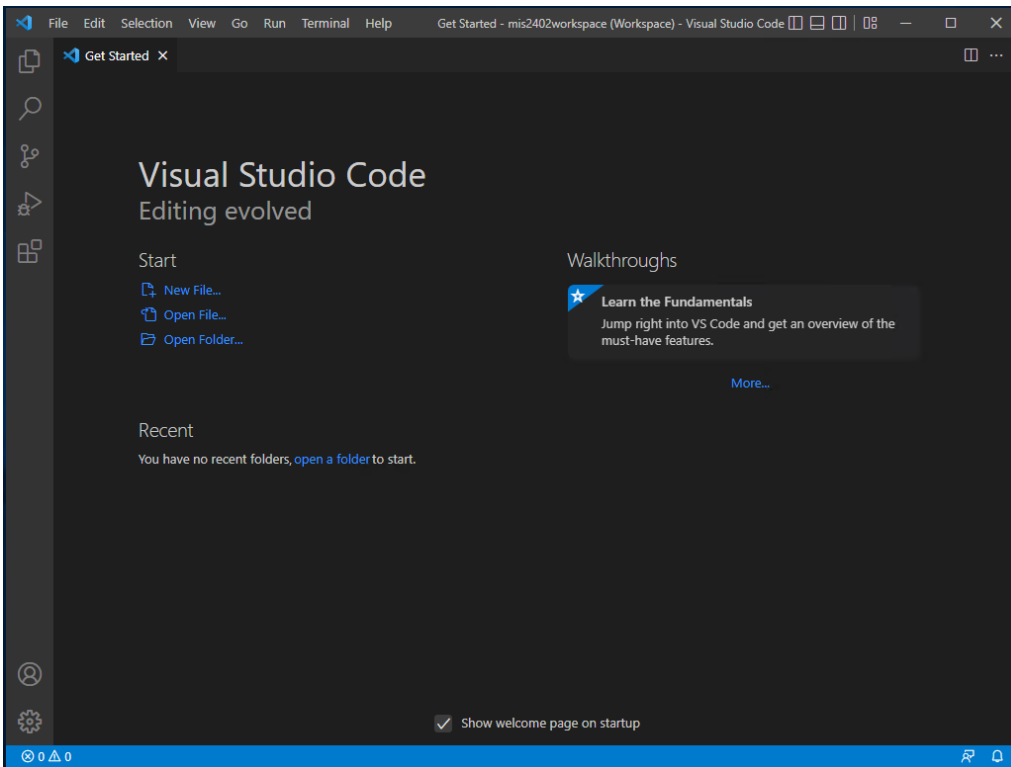 File Edit Selection View Go Run Terminal Help Get Started - mis2402workspace (Workspace) - Visual Studio Code
Get Started
Visual Studio Code
Editing evolved
Start
New File...
Open File...
Open Folder...
Recent
You have no recent folders, open a folder to start.
Walkthroughs
Learn the Fundamentals
Jump right into VS Code and get an overview of the
must-have features.
More...
Show welcome page on startup
0 0